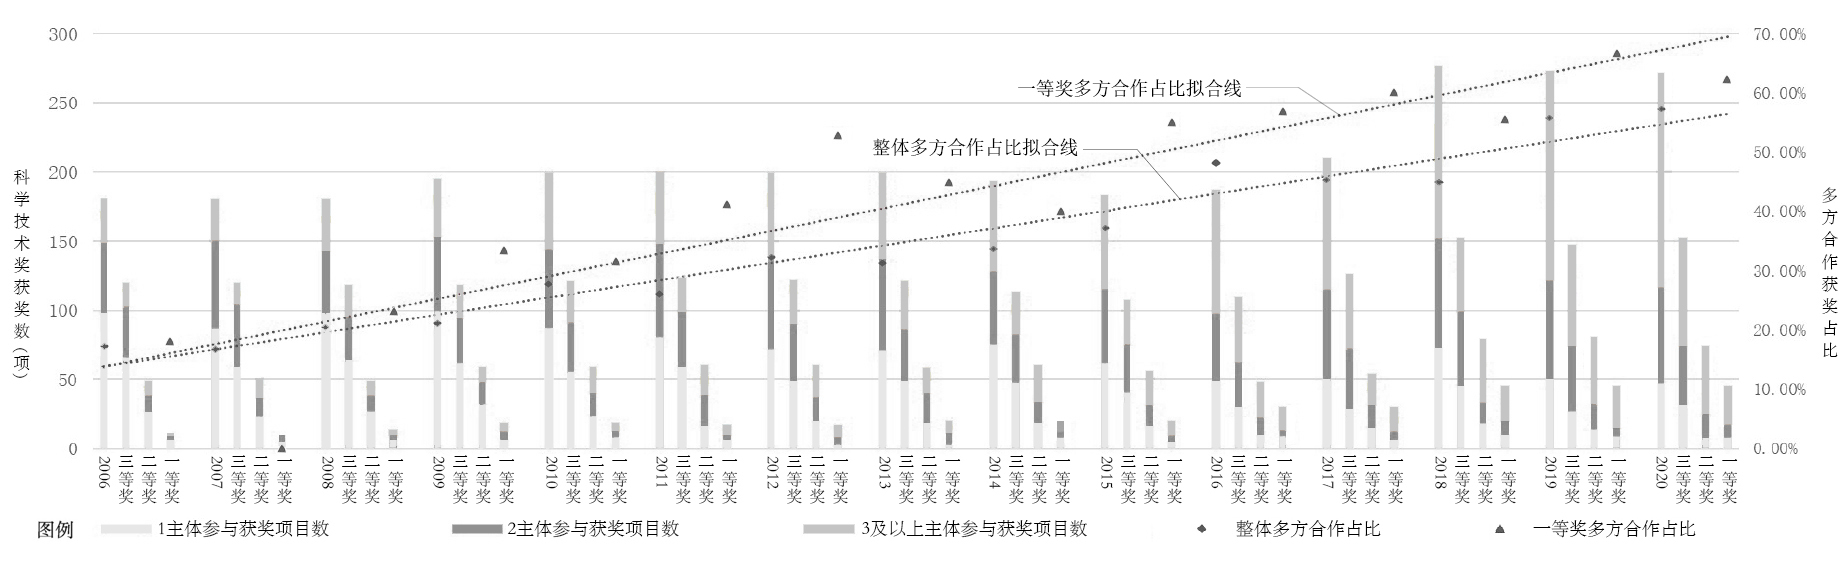 300
250
200
150
100
50
0
科学技术奖获奖数（项）
70.00%
60.00%
50.00%
40.00%
30.00%
20.00%
10.00%
0.00%
多方合作获奖占比
一等奖多方合作占比拟合线
整体多方合作占比拟合线
2006 三等奖 二等奖 一等奖 2007 三等奖 二等奖 一等奖 2008 三等奖 二等奖 一等奖 2009 三等奖 二等奖 一等奖 2010 三等奖 二等奖 一等奖 2011 三等奖 二等奖 一等奖 2012 三等奖 二等奖 一等奖 2013 三等奖 二等奖 一等奖 2014 三等奖 二等奖 一等奖 2015 三等奖 二等奖 一等奖 2016 三等奖 二等奖 一等奖 2017 三等奖 二等奖 一等奖 2018 三等奖 二等奖 一等奖 2019 三等奖 二等奖 一等奖 2020 三等奖 二等奖 一等奖
图例 1主体参与获奖项目数 2主体参与获奖项目数 3及以上主体参与获奖项目数 整体多方合作占比 一等奖多方合作占比